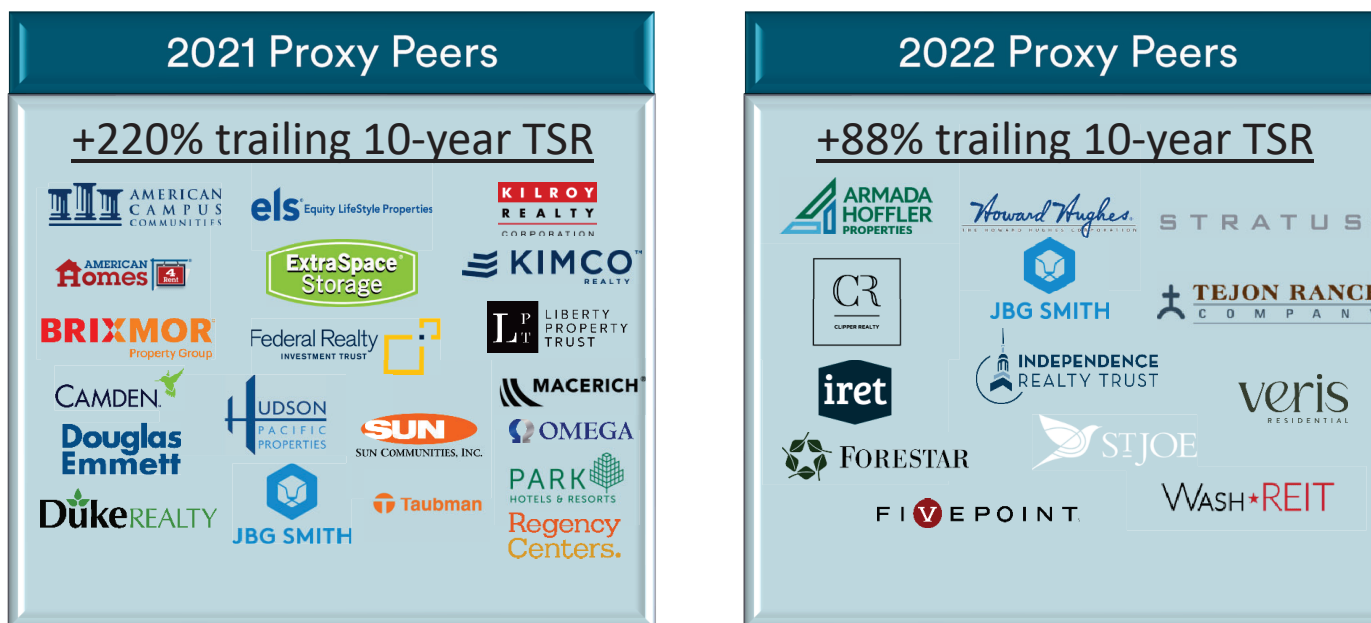 2021 Proxy Peers
+220% trailing 10-year TSR
AMERICAN
CAMPUS
COMMUNITIES
els Equity LifeStyle Properties
KILROY
REALTY
CORPORATION
AMERICAN
Homes 4
Rent
ExtraSpace
Storage
KIMCO™
REALTY
BRIXMOR
Property Group
Federal Realty
INVESTMENT TRUST
LPT
LIBERTY
PROPERTY
TRUST
CAMDEN
HUDSON
PACIFIC
PROPERTIES
MACERICH®
Douglas
Emmett
SUN
SUN COMMUNITIES, INC.
OMEGA
Duke REALTY
JBG SMITH
Taubman
PARK
HOTELS & RESORTS
Regency
Centers.
2022 Proxy Peers
+88% trailing 10-year TSR
ARMADA
HOFFLER
PROPERTIES
Howard Hughes.
THE HOWARD HUGHES CORPORATION
STRATUS
CR
CLIPPER REALTY
JBG SMITH
TEJON RANCH
COMPANY
iret
INDEPENDENCE
REALTY TRUST
veris
RESIDENTIAL
FORESTAR
ST JOE
FIVEPOINT
WASH★REIT